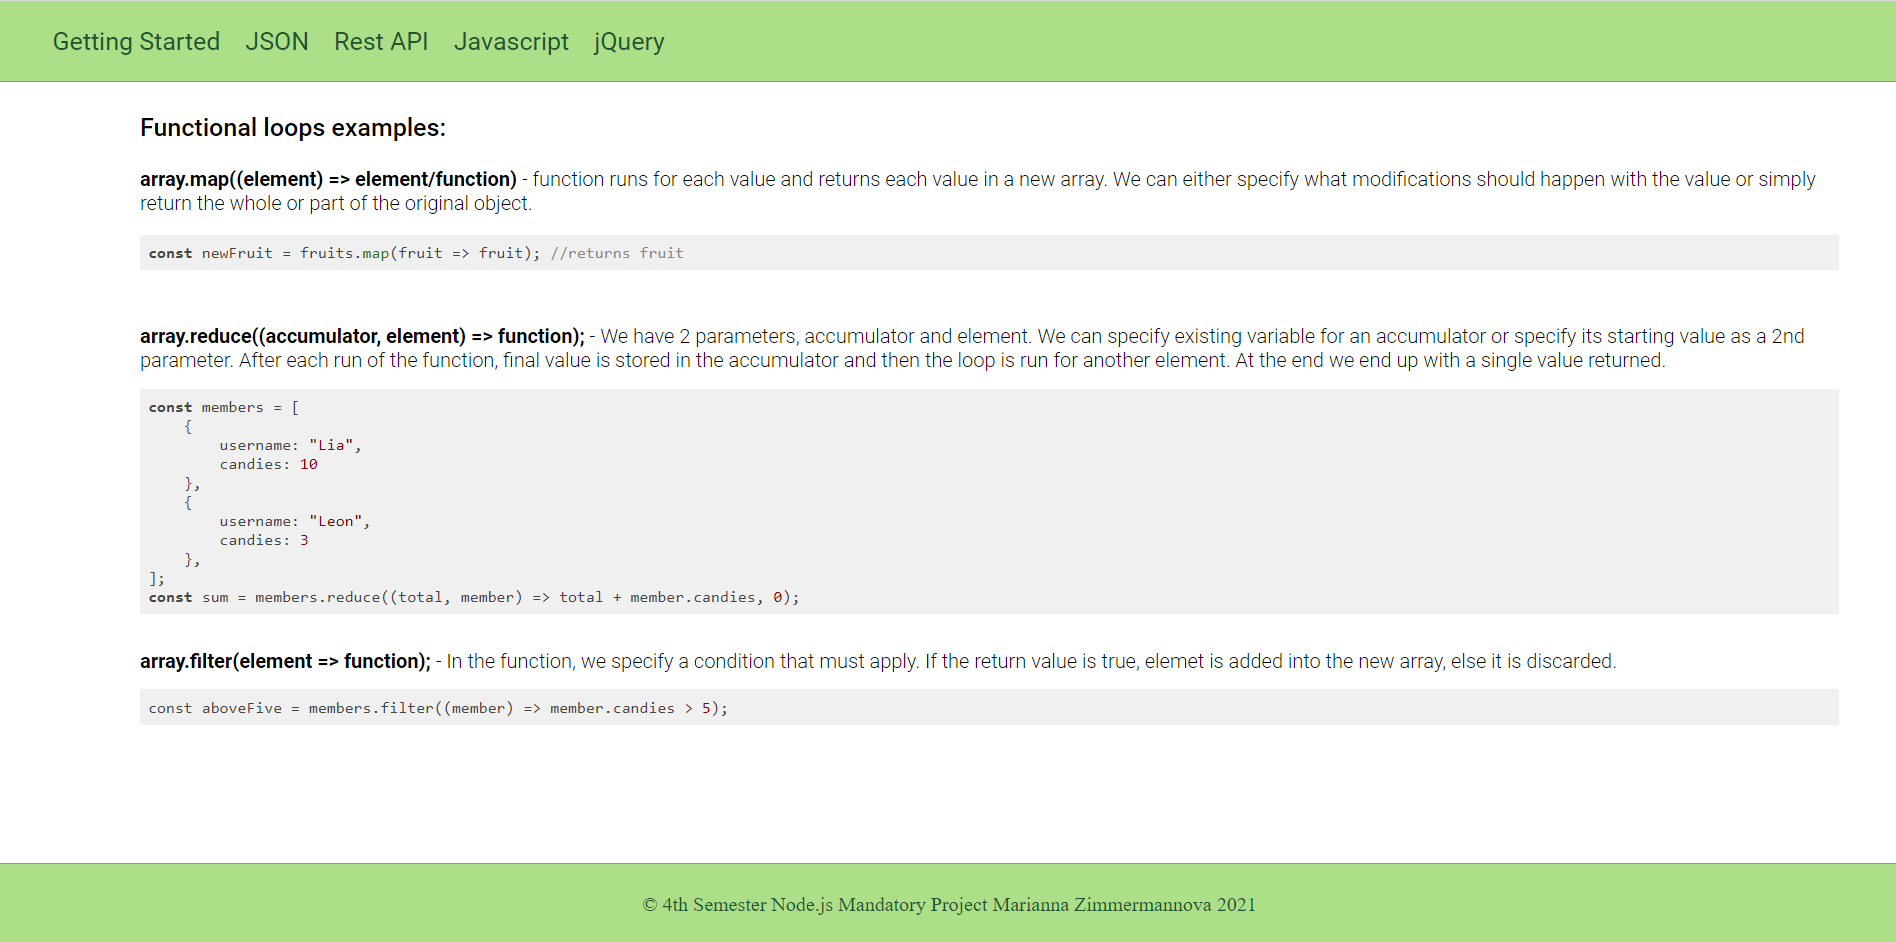 Getting Started JSON Rest API Javascript jQuery
Functional loops examples:
array.map((element) => element/function) - function runs for each value and returns each value in a new array. We can either specify what modifications should happen with the value or simply
return the whole or part of the original object.
const newFruit = fruits.map(fruit => fruit); //returns fruit
array.reduce((accumulator, element) => function); - We have 2 parameters, accumulator and element. We can specify existing variable for an accumulator or specify its starting value as a 2nd
parameter. After each run of the function, final value is stored in the accumulator and then the loop is run for another element. At the end we end up with a single value returned.
const members = [
    {
        username: "Lia",
        candies: 10
    },
    {
        username: "Leon",
        candies: 3
    },
];
const sum = members.reduce((total, member) => total + member.candies, 0);
array.filter(element => function); - In the function, we specify a condition that must apply. If the return value is true, elemet is added into the new array, else it is discarded.
const aboveFive = members.filter((member) => member.candies > 5);
© 4th Semester Node.js Mandatory Project Marianna Zimmermannova 2021